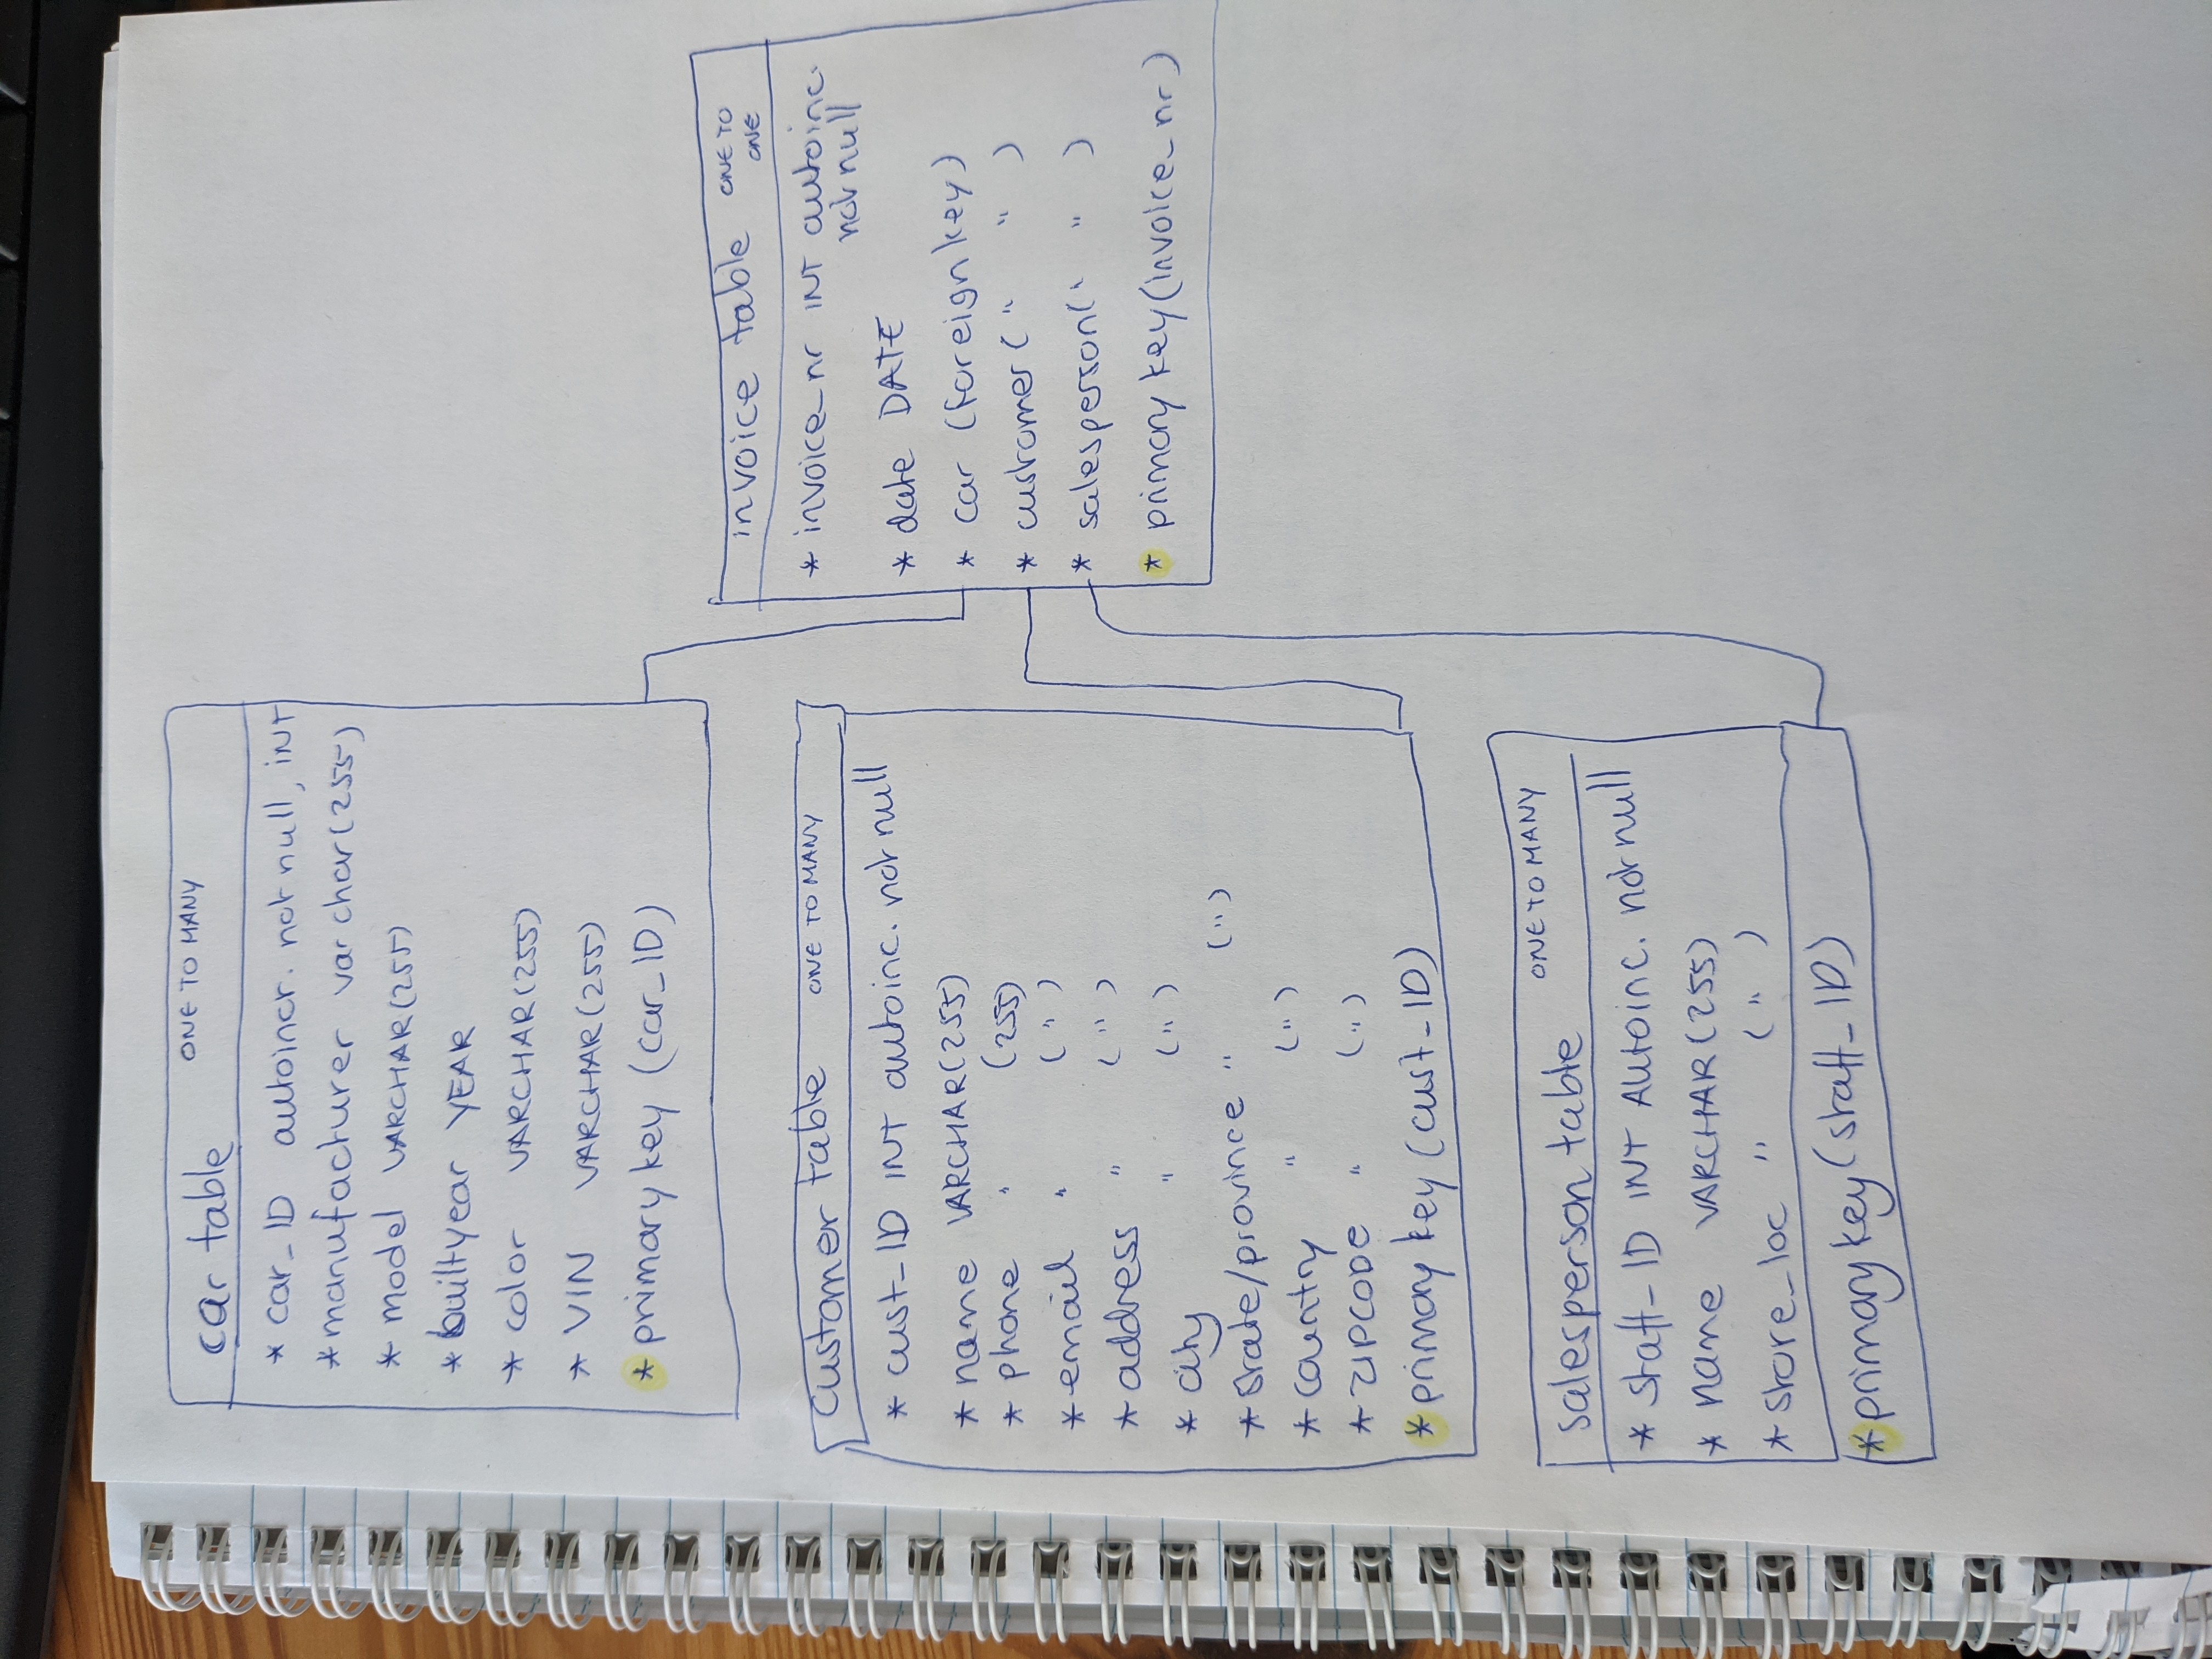 car table ONE TO MANY
* car_ID autoincr. not null, INT
* manufacturer varchar(255)
* model VARCHAR(255)
* builtyear YEAR
* color VARCHAR(255)
* VIN VARCHAR(255)
* primary key (car_ID)
customer table ONE TO MANY
* cust_ID INT autoinc. not null
* name VARCHAR(255)
* phone " (255)
* email " (")
* address " (")
* city " (")
* state/province " (")
* country " (")
* ZIPCODE " (")
* primary key (cust_ID)
salesperson table ONE TO MANY
* staff_ID INT Autoinc. not null
* name VARCHAR(255)
* store_loc " (")
* primary key (staff_ID)
invoice table ONE TO
ONE
* invoice_nr INT autoinc.
not null
* date DATE
* car (foreign key)
* customer (" ")
* salesperson (" ")
* primary key (invoice_nr)